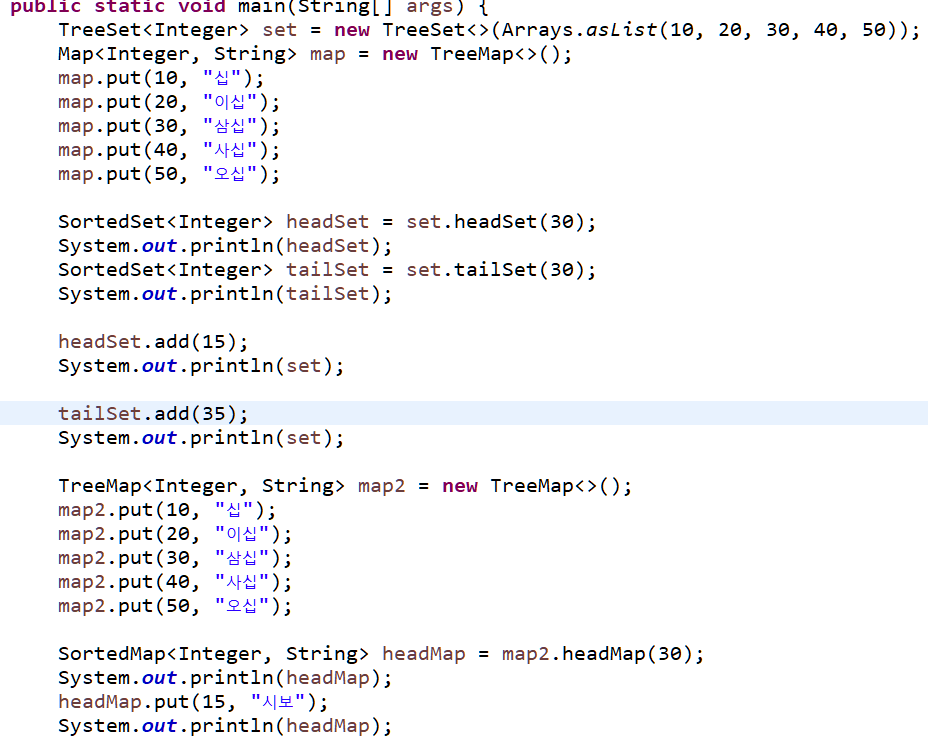 public static void main(String[] args) {
TreeSet<Integer> set = new TreeSet<>(Arrays.asList(10, 20, 30, 40, 50));
Map<Integer, String> map = new TreeMap<>();
map.put(10, "십");
map.put(20, "이십");
map.put(30, "삼십");
map.put(40, "사십");
map.put(50, "오십");
SortedSet<Integer> headSet = set.headSet(30);
System.out.println(headSet);
SortedSet<Integer> tailSet = set.tailSet(30);
System.out.println(tailSet);
headSet.add(15);
System.out.println(set);
tailSet.add(35);
System.out.println(set);
TreeMap<Integer, String> map2 = new TreeMap<>();
map2.put(10, "십");
map2.put(20, "이십");
map2.put(30, "삼십");
map2.put(40, "사십");
map2.put(50, "오십");
SortedMap<Integer, String> headMap = map2.headMap(30);
System.out.println(headMap);
headMap.put(15, "시보");
System.out.println(headMap);